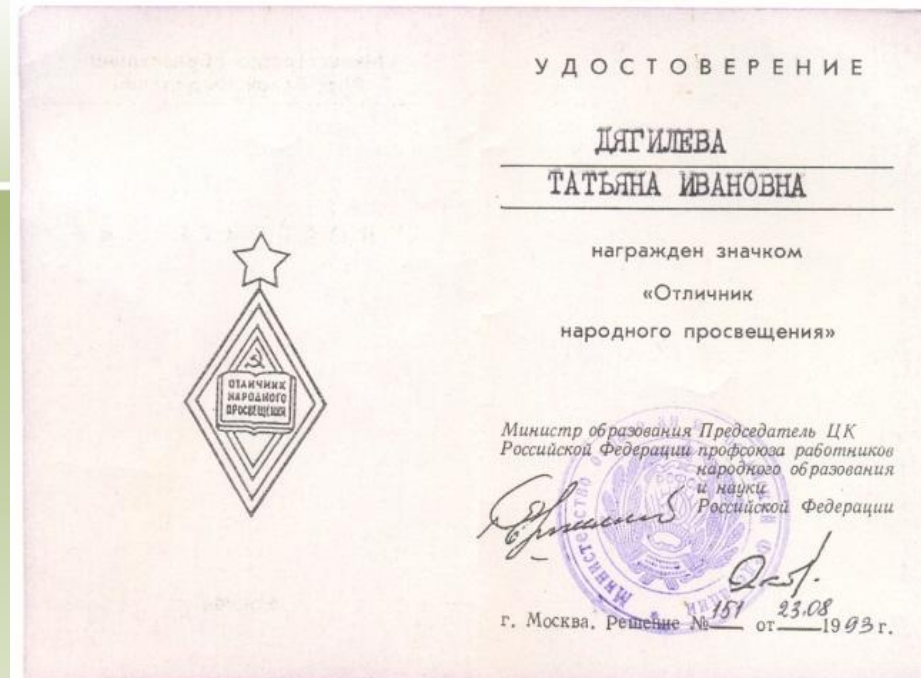 ОТЛИЧНИК
НАРОДНОГО
ПРОСВЕЩЕНИЯ
УДОСТОВЕРЕНИЕ
ДЯГИЛЕВА
ТАТЬЯНА ИВАНОВНА
награжден значком
«Отличник
народного просвещения»
Министр образования Председатель ЦК
Российской Федерации профсоюза работников
народного образования
и науки
Российской Федерации
г. Москва. Решение № 151 от 23.08 1993 г.